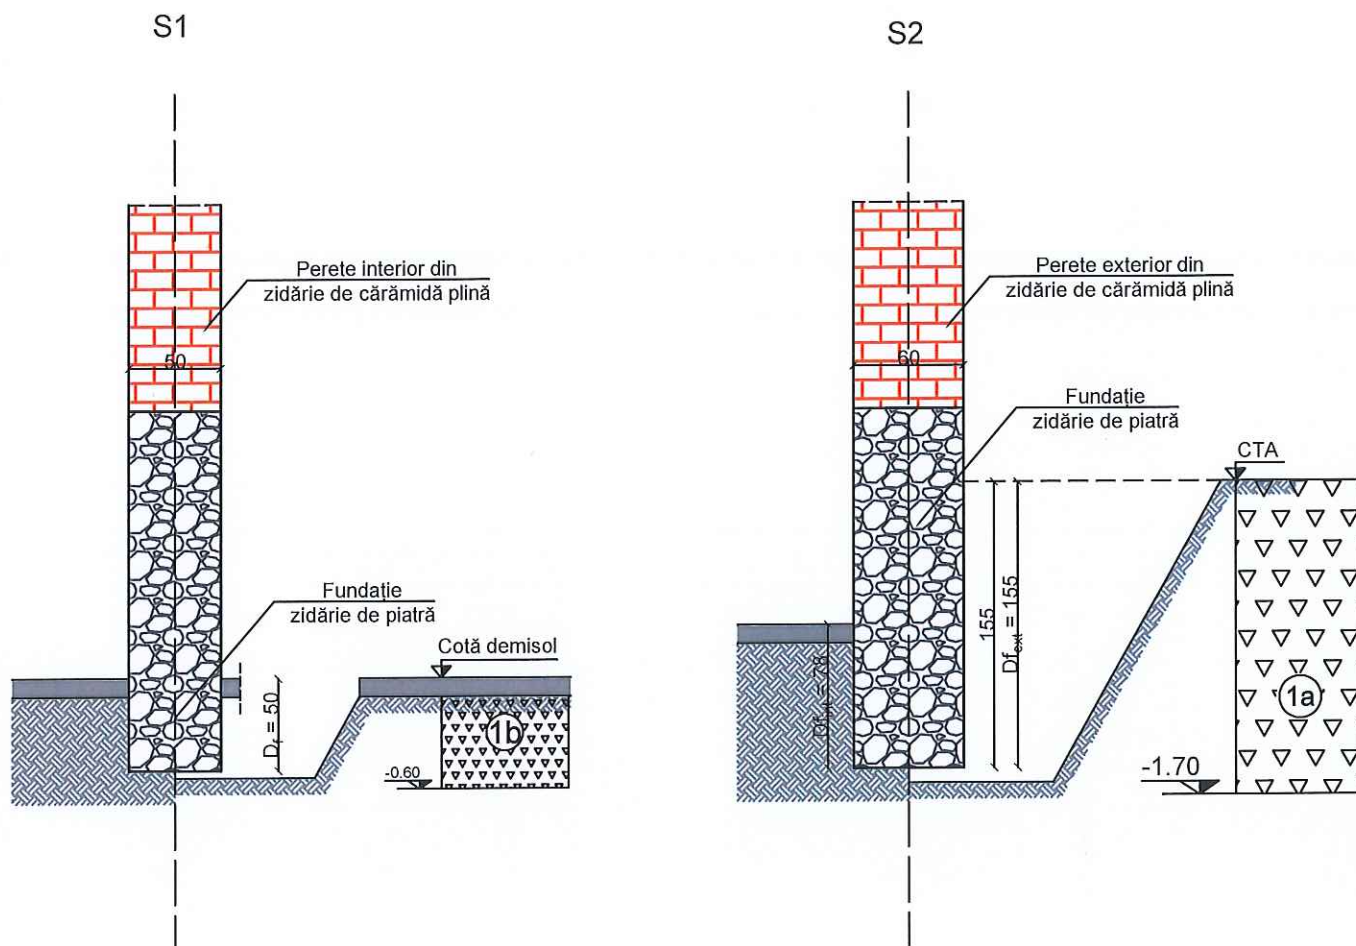 S1
Perete interior din
zidărie de cărămidă plină
50
Fundație
zidărie de piatră
Cotă demisol
Df = 50
1b
-0.60
S2
Perete exterior din
zidărie de cărămidă plină
60
Fundație
zidărie de piatră
CTA
155
Dfext = 155
= 78
1a
-1.70